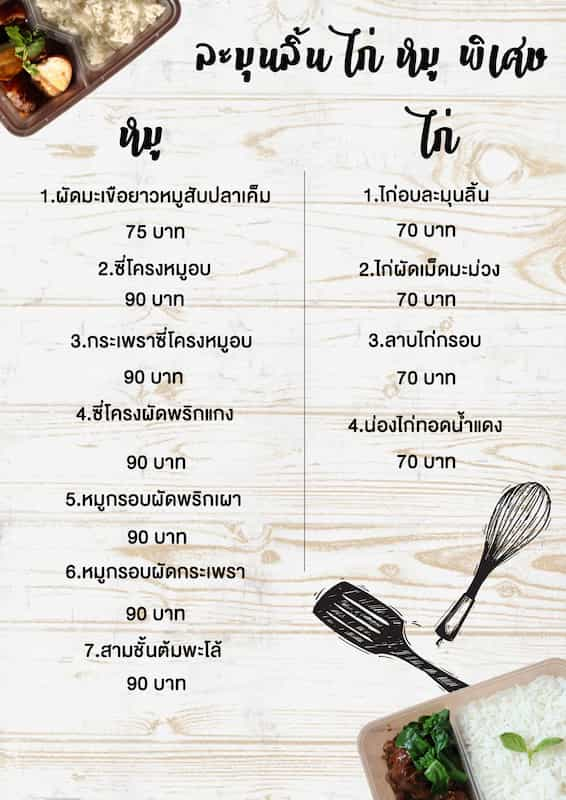 ละมุนลิ้น ไก่ หมู พิเศษ
หมู
1.ผัดมะเขือยาวหมูสับปลาเค็ม
75 บาท
2.ซี่โครงหมูอบ
90 บาท
3.กระเพราซี่โครงหมูอบ
90 บาท
4.ซี่โครงผัดพริกแกง
90 บาท
5.หมูกรอบผัดพริกเผา
90 บาท
6.หมูกรอบผัดกระเพรา
90 บาท
7.สามชั้นต้มพะโล้
90 บาท
ไก่
1.ไก่อบละมุนลิ้น
70 บาท
2.ไก่ผัดเม็ดมะม่วง
70 บาท
3.ลาบไก่กรอบ
70 บาท
4.น่องไก่ทอดน้ำแดง
70 บาท